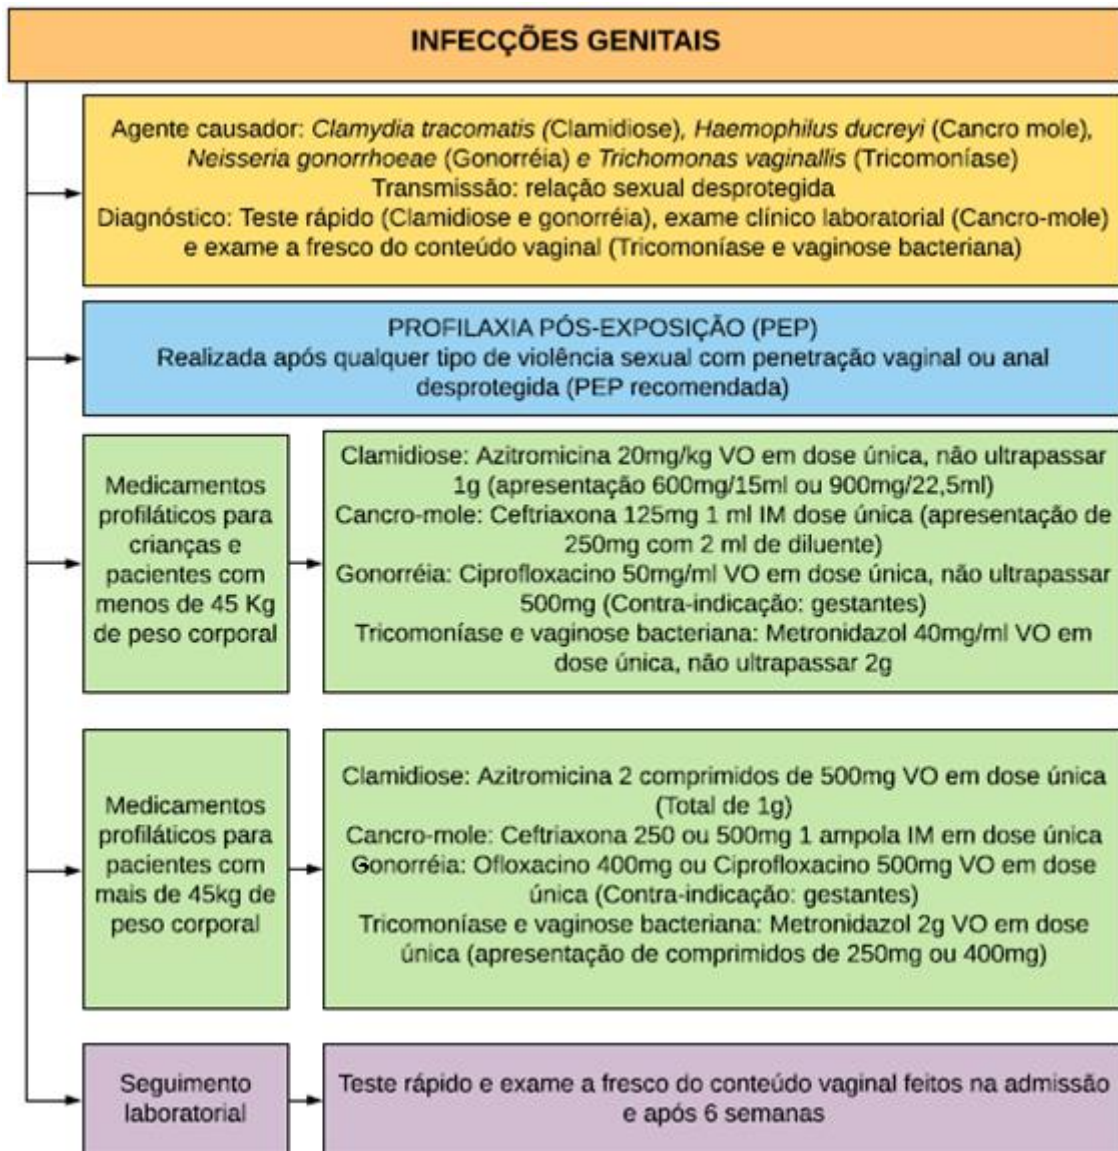 INFECÇÕES GENITAIS
Agente causador: Clamydia tracomatis (Clamidiose), Haemophilus ducreyi (Cancro mole),
Neisseria gonorrhoeae (Gonorréia) e Trichomonas vaginallis (Tricomoníase)
Transmissão: relação sexual desprotegida
Diagnóstico: Teste rápido (Clamidiose e gonorréia), exame clínico laboratorial (Cancro-mole)
e exame a fresco do conteúdo vaginal (Tricomoníase e vaginose bacteriana)
PROFILAXIA PÓS-EXPOSIÇÃO (PEP)
Realizada após qualquer tipo de violência sexual com penetração vaginal ou anal
desprotegida (PEP recomendada)
Medicamentos
profiláticos para
crianças e
pacientes com
menos de 45 Kg
de peso corporal
Clamidiose: Azitromicina 20mg/kg VO em dose única, não ultrapassar
1g (apresentação 600mg/15ml ou 900mg/22,5ml)
Cancro-mole: Ceftriaxona 125mg 1 ml IM dose única (apresentação de
250mg com 2 ml de diluente)
Gonorréia: Ciprofloxacino 50mg/ml VO em dose única, não ultrapassar
500mg (Contra-indicação: gestantes)
Tricomoníase e vaginose bacteriana: Metronidazol 40mg/ml VO em
dose única, não ultrapassar 2g
Medicamentos
profiláticos para
pacientes com
mais de 45kg de
peso corporal
Clamidiose: Azitromicina 2 comprimidos de 500mg VO em dose única
(Total de 1g)
Cancro-mole: Ceftriaxona 250 ou 500mg 1 ampola IM em dose única
Gonorréia: Ofloxacino 400mg ou Ciprofloxacino 500mg VO em dose
única (Contra-indicação: gestantes)
Tricomoníase e vaginose bacteriana: Metronidazol 2g VO em dose
única (apresentação de comprimidos de 250mg ou 400mg)
Seguimento
laboratorial
Teste rápido e exame a fresco do conteúdo vaginal feitos na admissão
e após 6 semanas